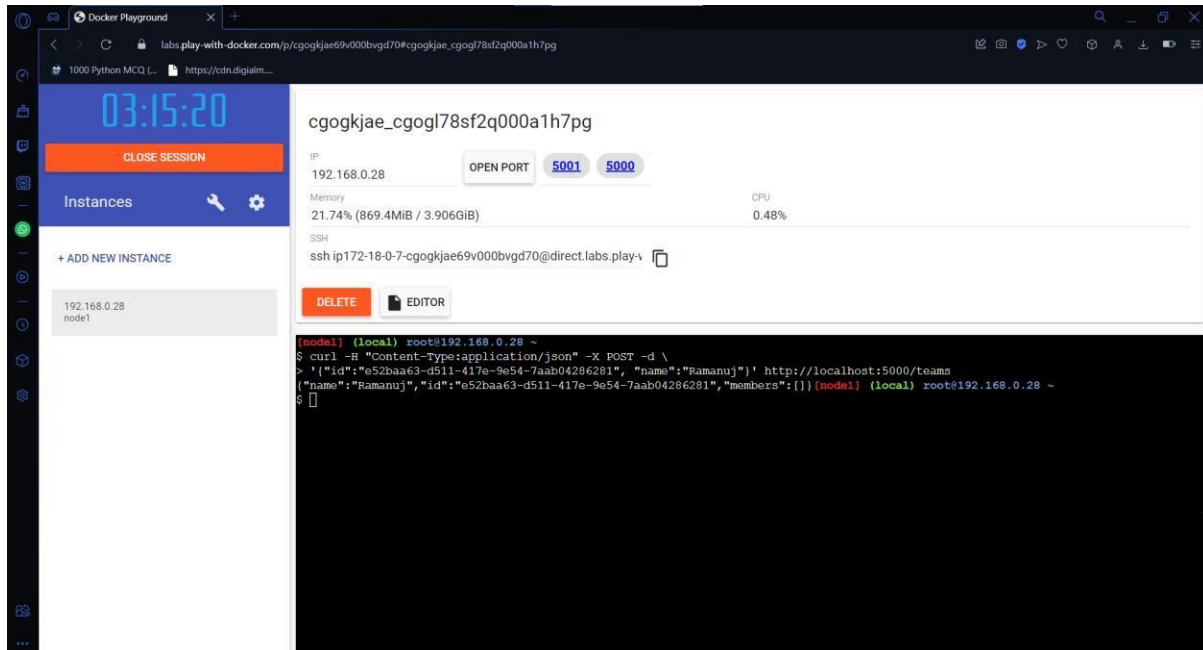 Docker Playground
labs.play-with-docker.com/p/cgogkjae69v000bvgd70#cgogkjae_cgogl78sf2q000a1h7pg
1000 Python MCQ (... https://cdn.digialm....
03:15:20
CLOSE SESSION
Instances
+ ADD NEW INSTANCE
192.168.0.28
node1
cgogkjae_cgogl78sf2q000a1h7pg
IP
192.168.0.28
OPEN PORT 5001 5000
Memory
21.74% (869.4MiB / 3.906GiB)
CPU
0.48%
SSH
ssh ip172-18-0-7-cgogkjae69v000bvgd70@direct.labs.play-
DELETE EDITOR
[node1] (local) root@192.168.0.28 ~
$ curl -H "Content-Type:application/json" -X POST -d \
> '{"id":"e52baa63-d511-417e-9e54-7aab04286281", "name":"Ramanuj"}' http://localhost:5000/teams
{"name":"Ramanuj","id":"e52baa63-d511-417e-9e54-7aab04286281","members":[]}[node1] (local) root@192.168.0.28 ~
$